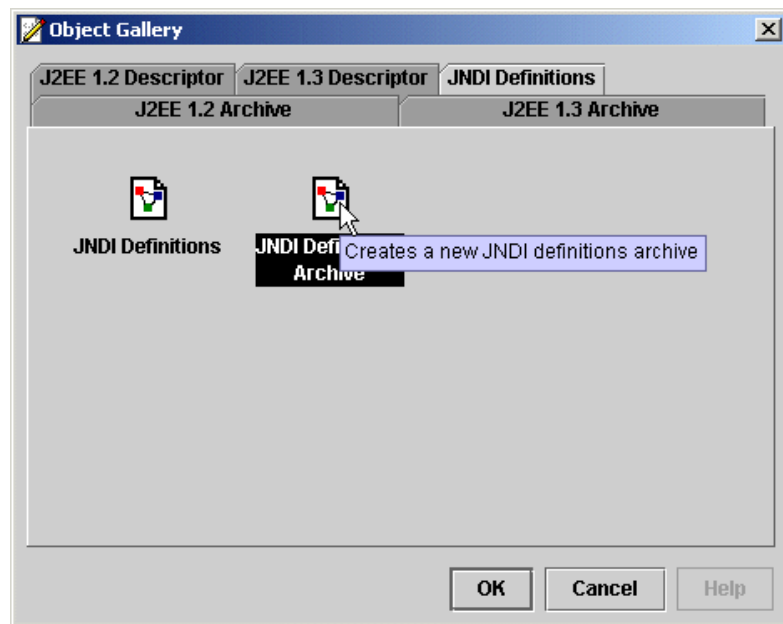 Object Gallery
J2EE 1.2 Descriptor J2EE 1.3 Descriptor JNDI Definitions
J2EE 1.2 Archive J2EE 1.3 Archive
JNDI Definitions
JNDI Def
Archive
Creates a new JNDI definitions archive
OK Cancel Help